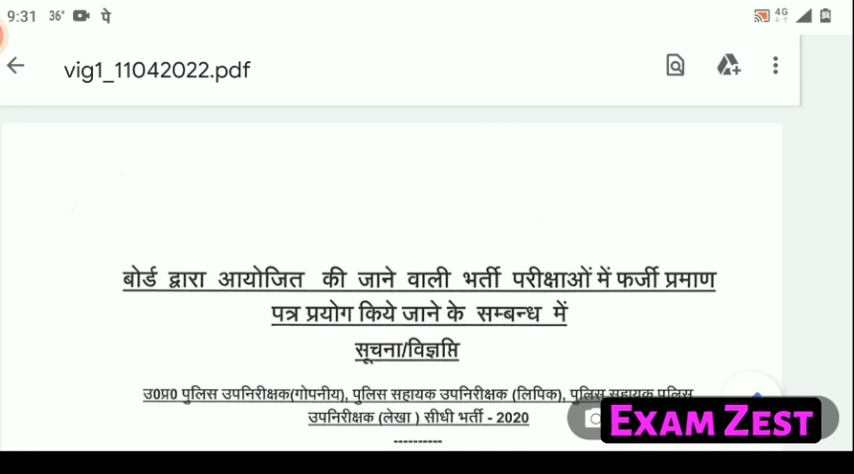 9:31 36° पे 4G
vig1_11042022.pdf
बोर्ड द्वारा आयोजित की जाने वाली भर्ती परीक्षाओं में फर्जी प्रमाण
पत्र प्रयोग किये जाने के सम्बन्ध में
सूचना/विज्ञप्ति
उ0प्र0 पुलिस उपनिरीक्षक(गोपनीय), पुलिस सहायक उपनिरीक्षक (लिपिक), पुलिस सहायक पुलिस
उपनिरीक्षक (लेखा ) सीधी भर्ती - 2020
----------
EXAM ZEST